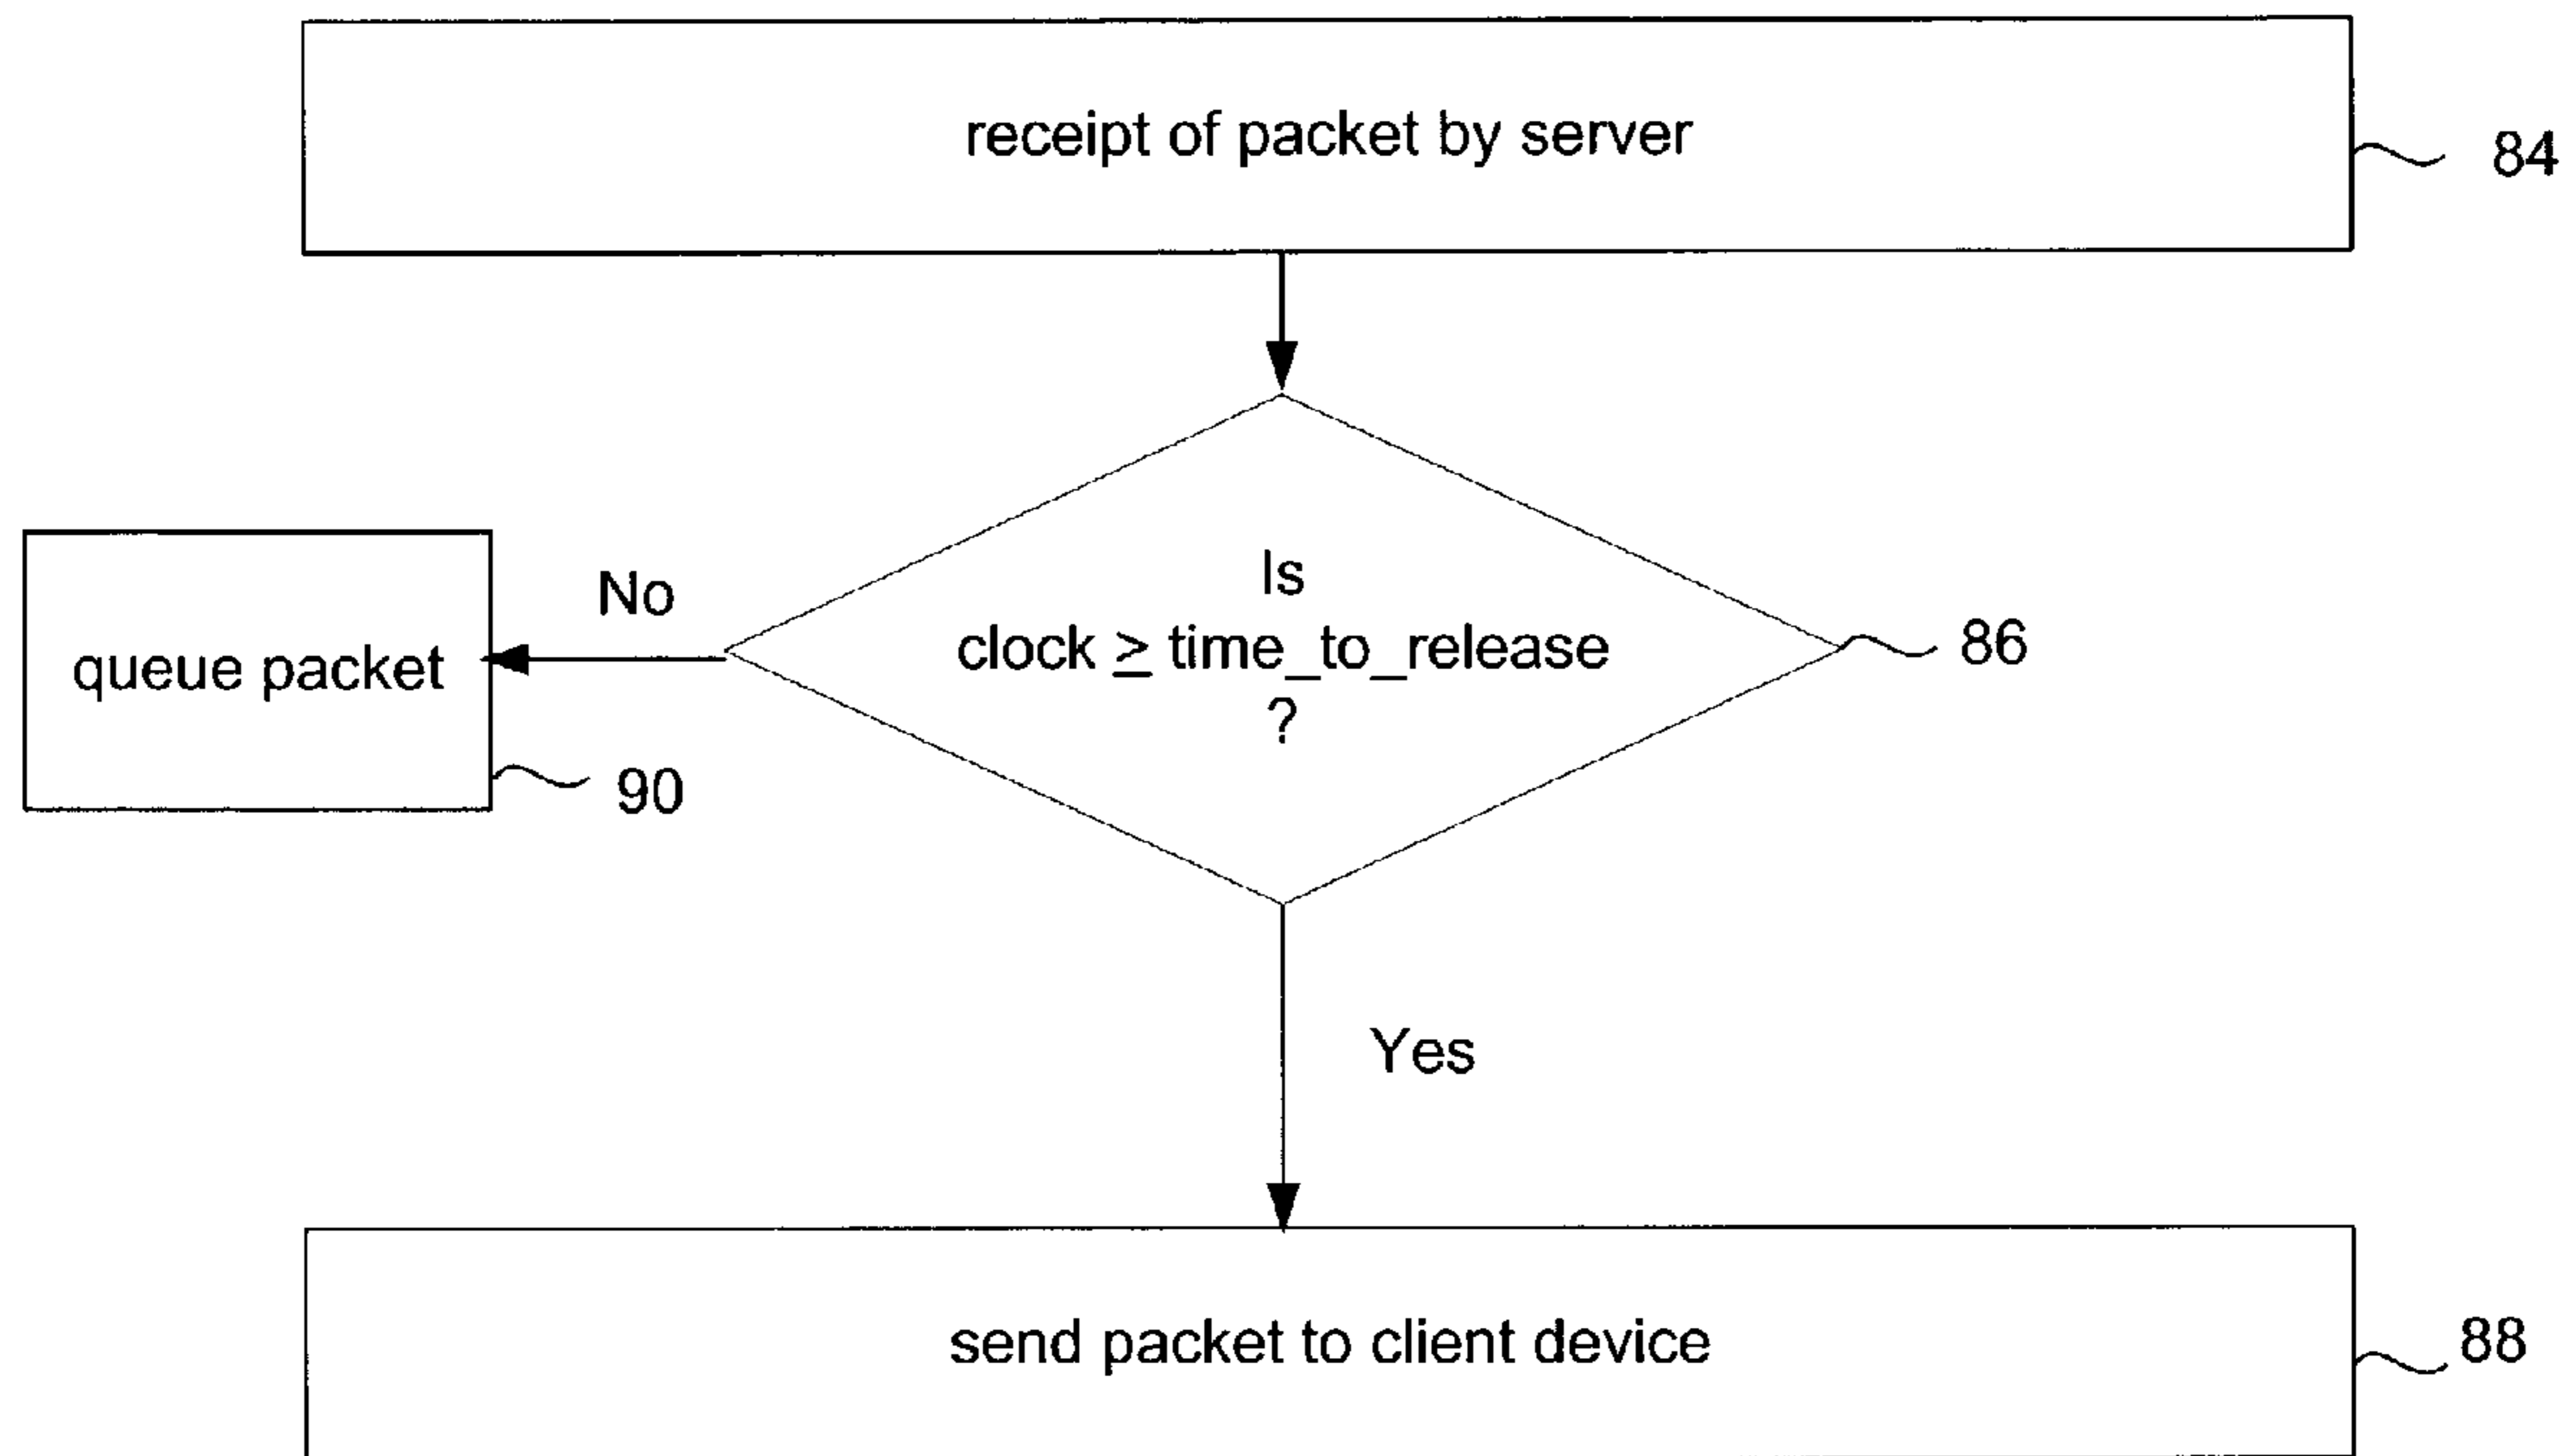 receipt of packet by server
84
Is
clock ≥ time_to_release
?
86
No
queue packet
90
Yes
send packet to client device
88